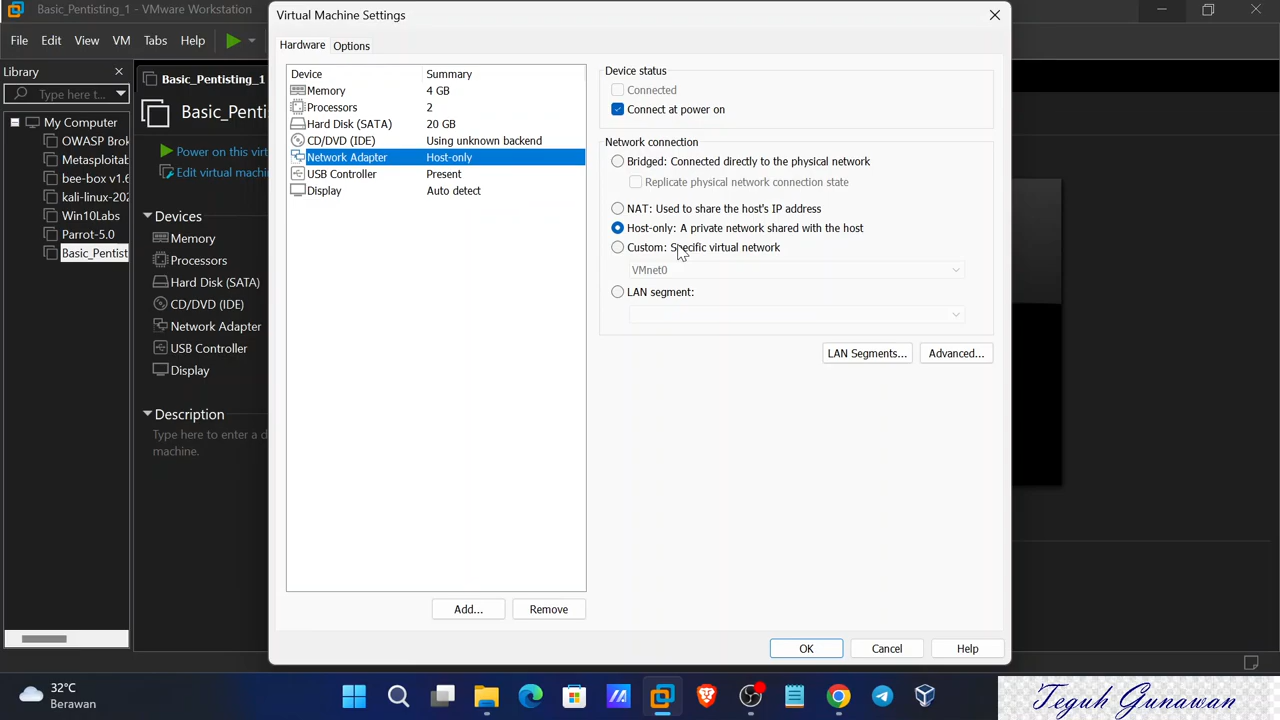 Basic_Pentisting_1 - VMware Workstation
Virtual Machine Settings
File Edit View VM Tabs Help
Hardware Options
Library
Type here t...
My Computer
OWASP Brok
Metasploitab
bee-box v1.6
kali-linux-202
Win10Labs
Parrot-5.0
Basic_Pentist
Basic_Pentisting_1
Basic_Pentis
Power on this virt
Edit virtual machin
Devices
Memory
Processors
Hard Disk (SATA)
CD/DVD (IDE)
Network Adapter
USB Controller
Display
Description
Type here to enter a d
machine.
Device Summary
Memory 4 GB
Processors 2
Hard Disk (SATA) 20 GB
CD/DVD (IDE) Using unknown backend
Network Adapter Host-only
USB Controller Present
Display Auto detect
Add... Remove
Device status
Connected
Connect at power on
Network connection
Bridged: Connected directly to the physical network
Replicate physical network connection state
NAT: Used to share the host's IP address
Host-only: A private network shared with the host
Custom: Specific virtual network
VMnet0
LAN segment:
LAN Segments... Advanced...
OK Cancel Help
32°C
Berawan
Teguh Gunawan